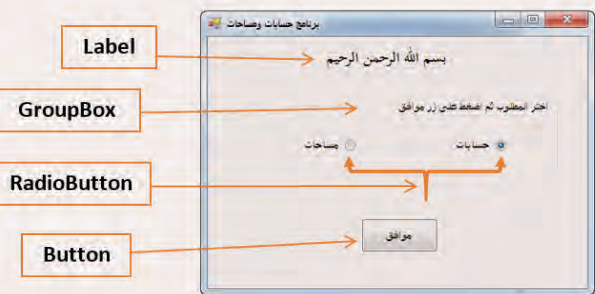 برنامج حسابات ومساحات
Label
بسم الله الرحمن الرحيم
GroupBox
اختر المطلوب ثم اضغط على زر موافق
حسابات
مساحات
RadioButton
موافق
Button